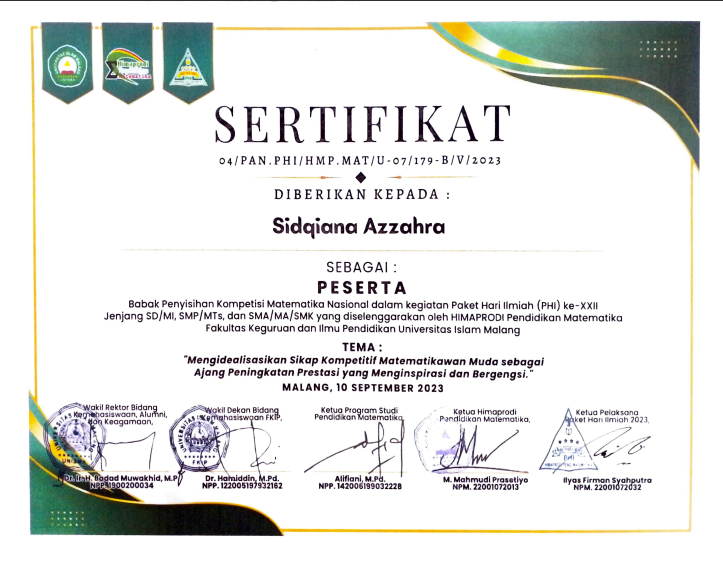 Himaprodi
Matematika
SERTIFIKAT
04/PAN.PHI/HMP.MAT/U-07/179-B/V/2023
DIBERIKAN KEPADA :
Sidqiana Azzahra
SEBAGAI :
PESERTA
Babak Penyisihan Kompetisi Matematika Nasional dalam kegiatan Paket Hari Ilmiah (PHI) ke-XXII
Jenjang SD/MI, SMP/MTs, dan SMA/MA/SMK yang diselenggarakan oleh HIMAPRODI Pendidikan Matematika
Fakultas Keguruan dan Ilmu Pendidikan Universitas Islam Malang
TEMA :
"Mengidealisasikan Sikap Kompetitif Matematikawan Muda sebagai
Ajang Peningkatan Prestasi yang Menginspirasi dan Bergengsi."
MALANG, 10 SEPTEMBER 2023
Wakil Rektor Bidang
Kemahasiswaan, Alumni,
dan Keagamaan,
UNISMA
Dr. Ir. H. Badad Muwakhid, M.P
NPP. 1900200034
Wakil Dekan Bidang
Kemahasiswaan FKIP,
FKIP
Dr. Hamiddin, M.Pd.
NPP. 122005197932162
Ketua Program Studi
Pendidikan Matematika,
Alifiani, M.Pd.
NPP. 142006199032228
Ketua Himaprodi
Pendidikan Matematika,
M. Mahmudi Prasetiyo
NPM. 22001072013
Ketua Pelaksana
Paket Hari Ilmiah 2023,
PHI
Ilyas Firman Syahputra
NPM. 22001072032